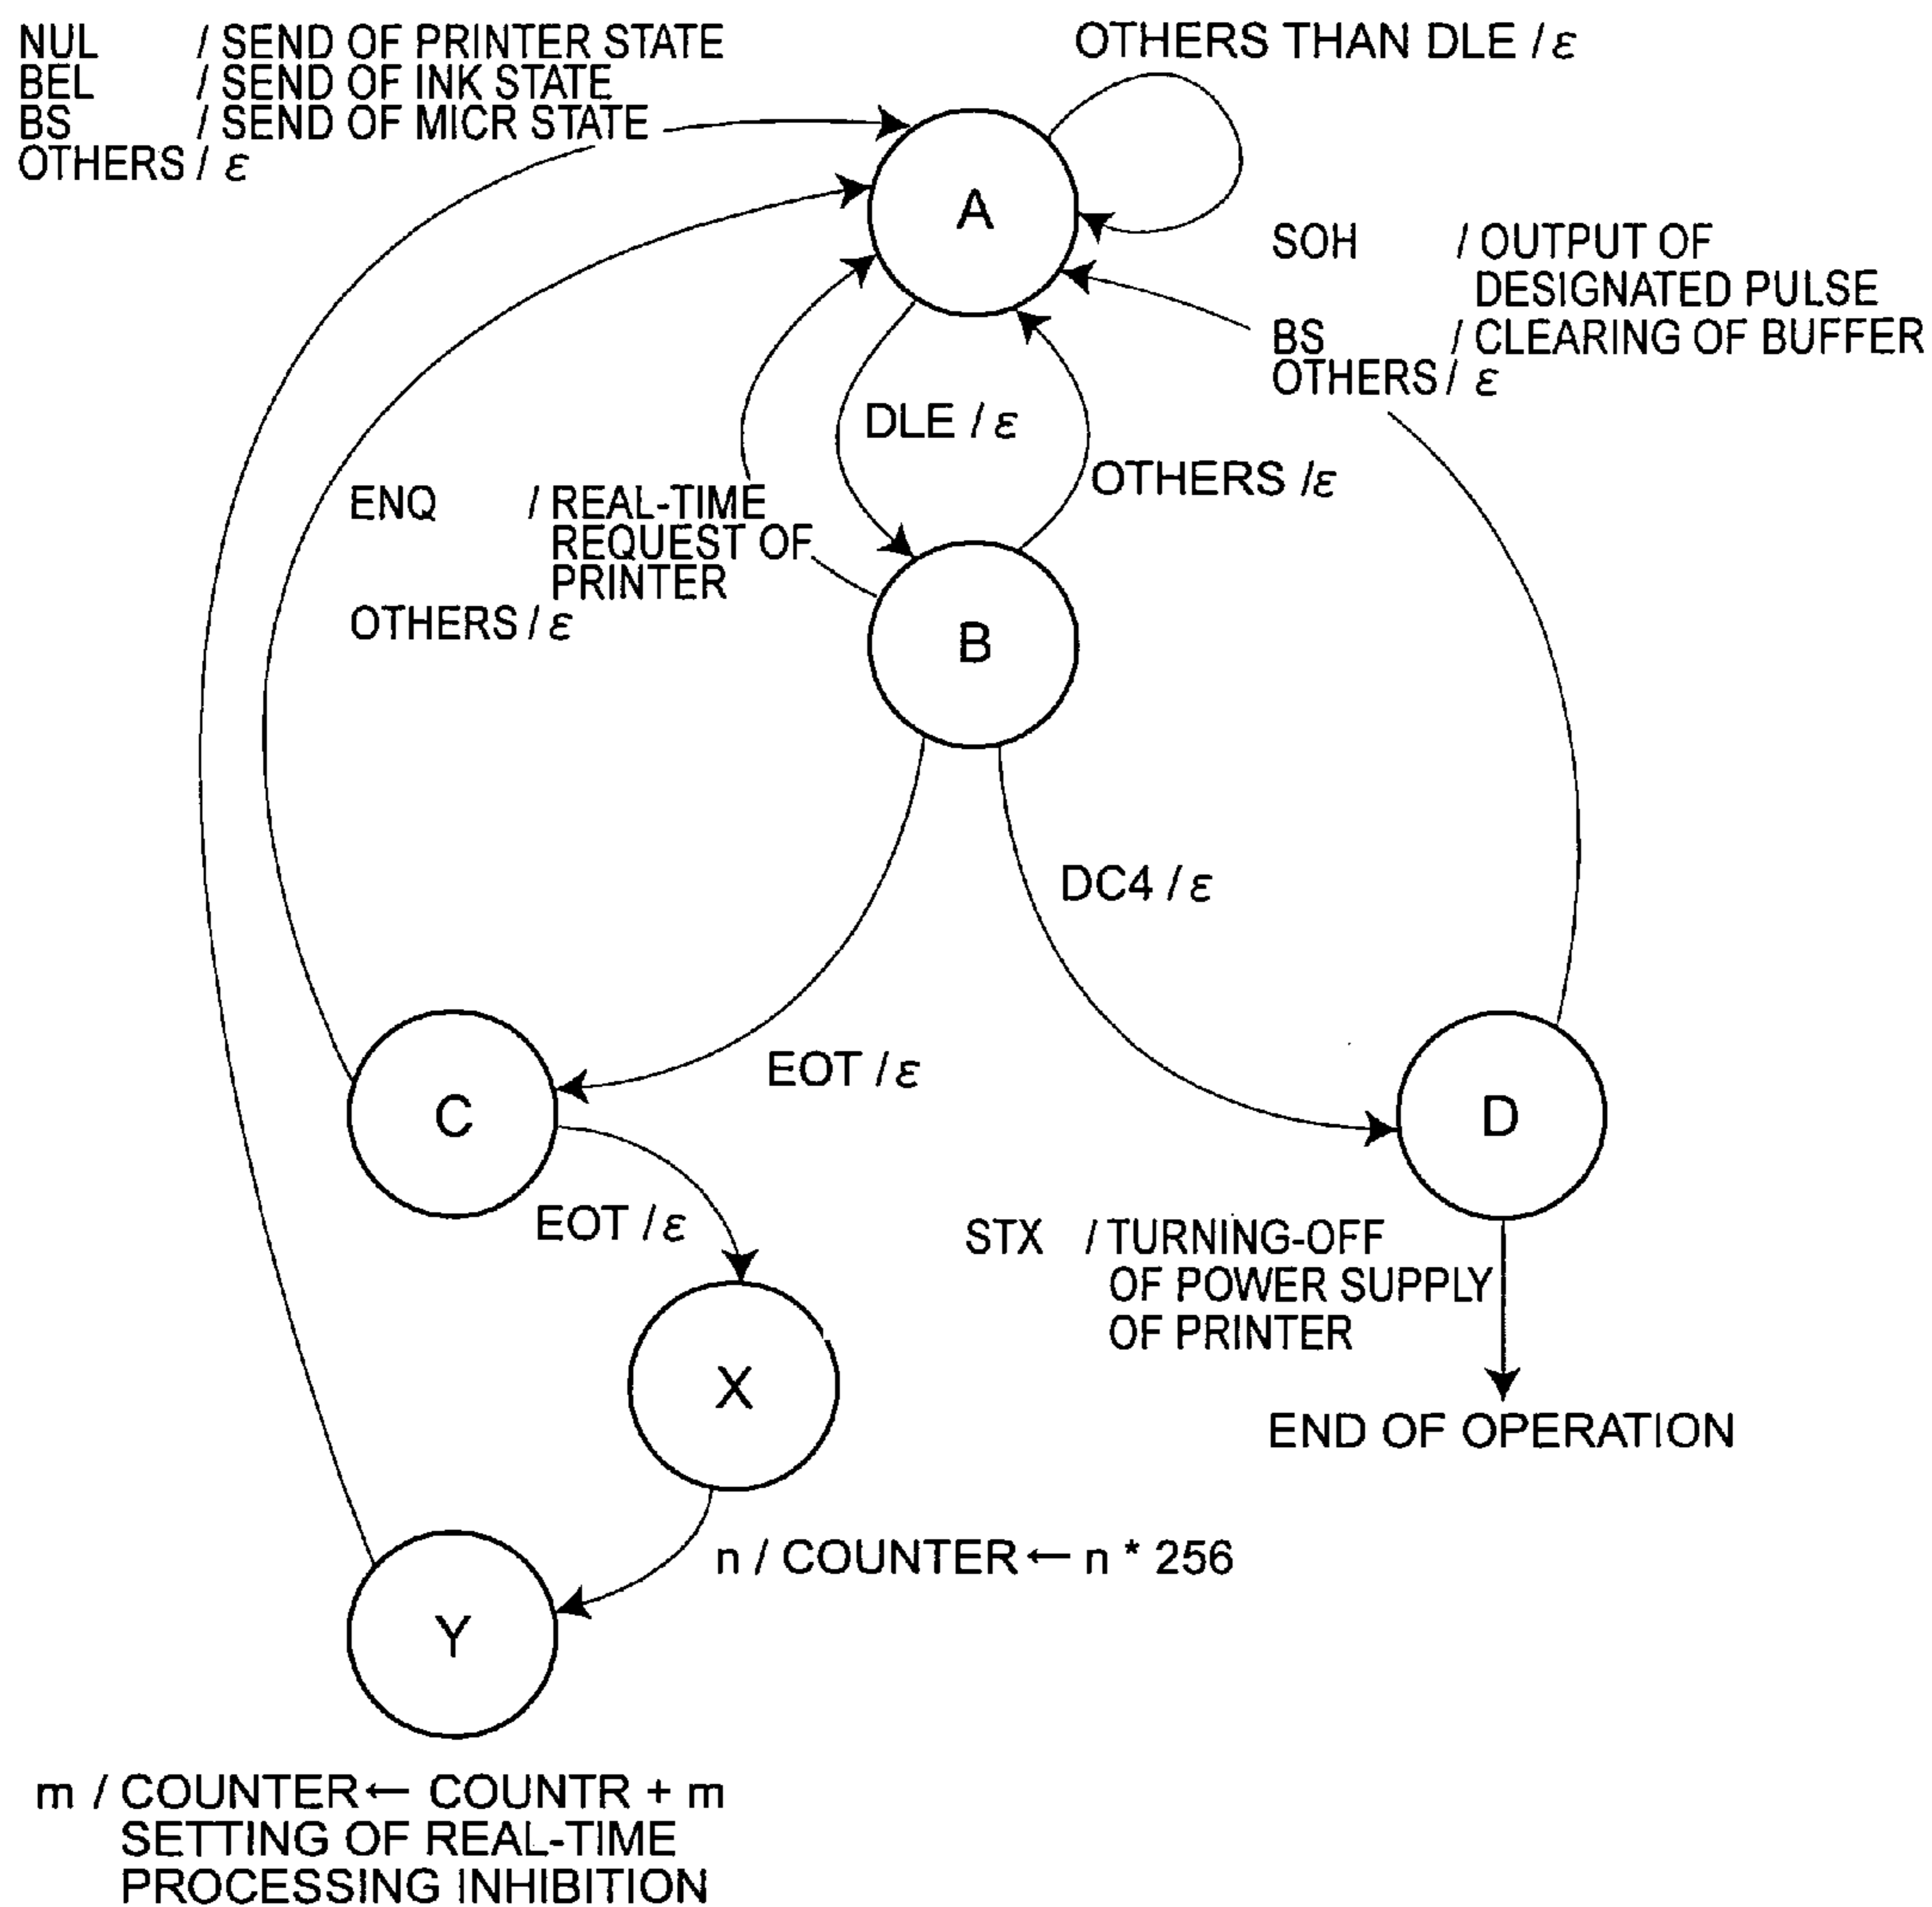 NUL / SEND OF PRINTER STATE
BEL / SEND OF INK STATE
BS / SEND OF MICR STATE
OTHERS / ε
OTHERS THAN DLE / ε
A
SOH / OUTPUT OF
DESIGNATED PULSE
BS / CLEARING OF BUFFER
OTHERS / ε
DLE / ε
OTHERS / ε
ENQ / REAL-TIME
REQUEST OF
PRINTER
OTHERS / ε
B
DC4 / ε
EOT / ε
C
D
EOT / ε
STX / TURNING-OFF
OF POWER SUPPLY
OF PRINTER
X
END OF OPERATION
n / COUNTER ← n * 256
Y
m / COUNTER ← COUNTR + m
SETTING OF REAL-TIME
PROCESSING INHIBITION